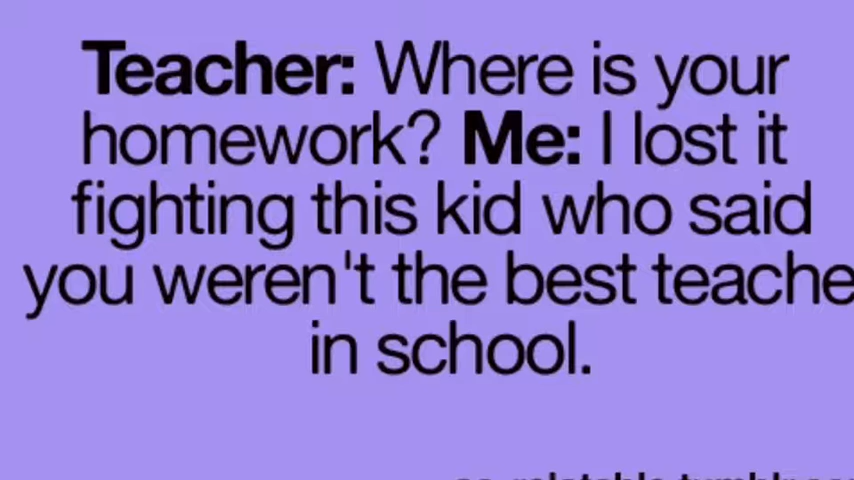 Teacher: Where is your
homework? Me: I lost it
fighting this kid who said
you weren't the best teache
in school.